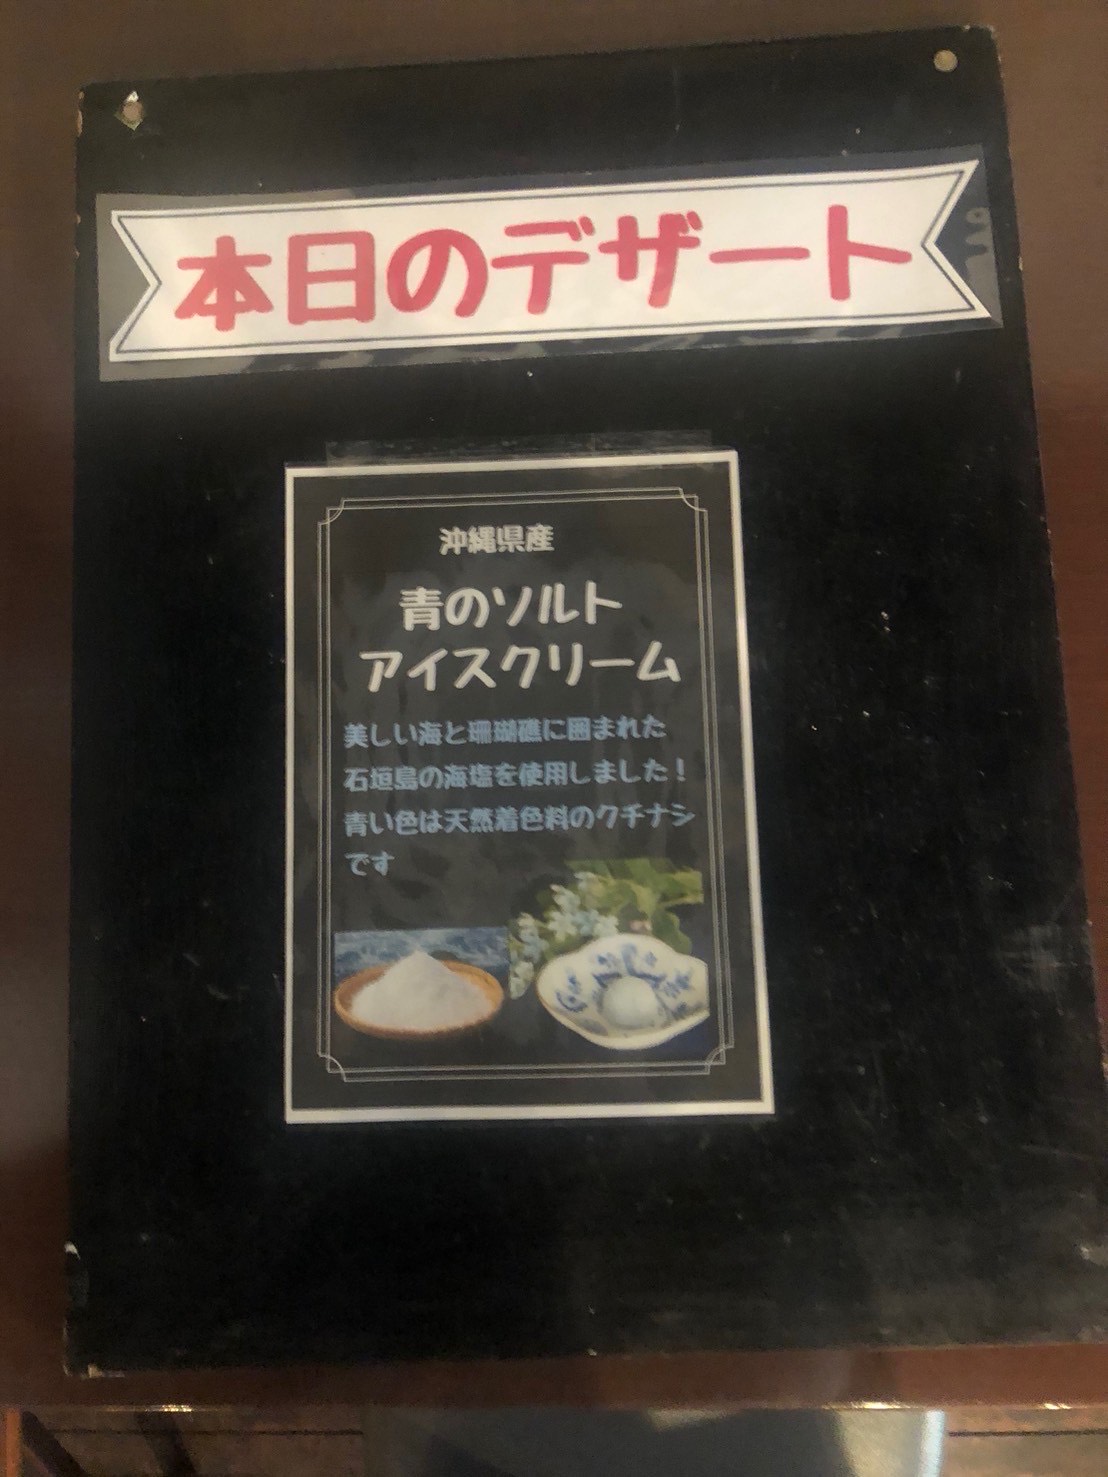 本日のデザート
沖縄県産
青のソルト
アイスクリーム
美しい海と珊瑚礁に囲まれた
石垣島の海塩を使用しました！
青い色は天然着色料のクチナシ
です